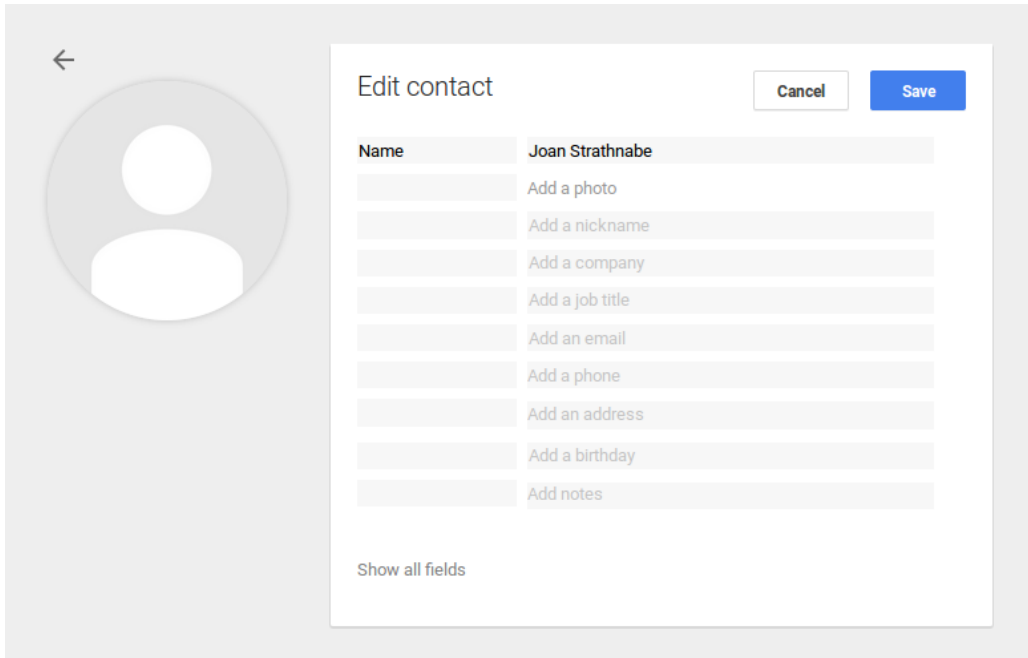 Edit contact
Cancel
Save
Name Joan Strathnabe
Add a photo
Add a nickname
Add a company
Add a job title
Add an email
Add a phone
Add an address
Add a birthday
Add notes
Show all fields